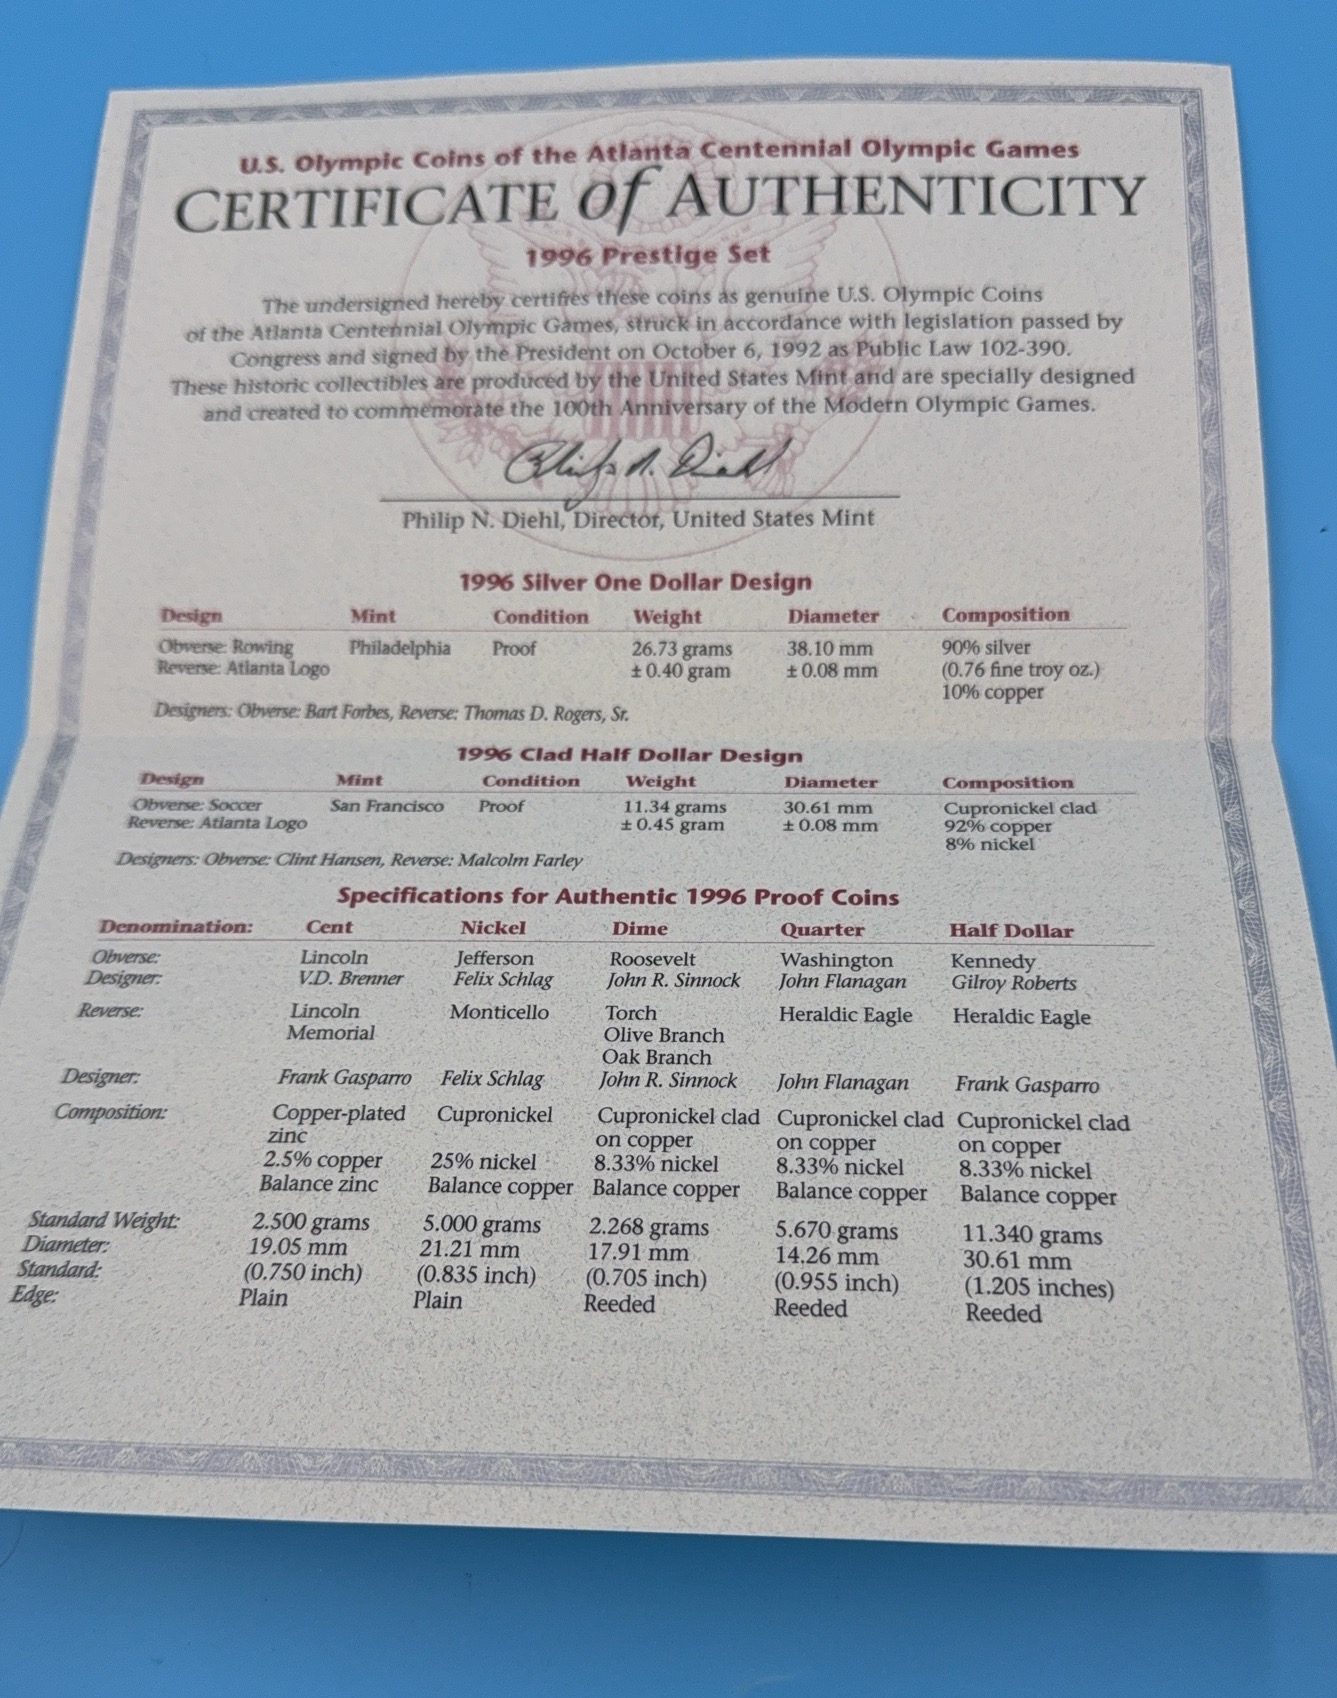 U.S. Olympic Coins of the Atlanta Centennial Olympic Games
CERTIFICATE of AUTHENTICITY
1996 Prestige Set
The undersigned hereby certifies these coins as genuine U.S. Olympic Coins
of the Atlanta Centennial Olympic Games, struck in accordance with legislation passed by
Congress and signed by the President on October 6, 1992 as Public Law 102-390.
These historic collectibles are produced by the United States Mint and are specially designed
and created to commemorate the 100th Anniversary of the Modern Olympic Games.
Philip N. Diehl
Philip N. Diehl, Director, United States Mint
1996 Silver One Dollar Design
Design Mint Condition Weight Diameter Composition
Obverse: Rowing Philadelphia Proof 26.73 grams 38.10 mm 90% silver
Reverse: Atlanta Logo ± 0.40 gram ± 0.08 mm (0.76 fine troy oz.)
10% copper
Designers: Obverse: Bart Forbes, Reverse: Thomas D. Rogers, Sr.
1996 Clad Half Dollar Design
Design Mint Condition Weight Diameter Composition
Obverse: Soccer San Francisco Proof 11.34 grams 30.61 mm Cupronickel clad
Reverse: Atlanta Logo ± 0.45 gram ± 0.08 mm 92% copper
8% nickel
Designers: Obverse: Clint Hansen, Reverse: Malcolm Farley
Specifications for Authentic 1996 Proof Coins
Denomination: Cent Nickel Dime Quarter Half Dollar
Obverse: Lincoln Jefferson Roosevelt Washington Kennedy
Designer: V.D. Brenner Felix Schlag John R. Sinnock John Flanagan Gilroy Roberts
Reverse: Lincoln Monticello Torch Heraldic Eagle Heraldic Eagle
Memorial Olive Branch
Oak Branch
Designer: Frank Gasparro Felix Schlag John R. Sinnock John Flanagan Frank Gasparro
Composition: Copper-plated Cupronickel Cupronickel clad Cupronickel clad Cupronickel clad
zinc on copper on copper on copper
2.5% copper 25% nickel 8.33% nickel 8.33% nickel 8.33% nickel
Balance zinc Balance copper Balance copper Balance copper Balance copper
Standard Weight: 2.500 grams 5.000 grams 2.268 grams 5.670 grams 11.340 grams
Diameter: 19.05 mm 21.21 mm 17.91 mm 14.26 mm 30.61 mm
Standard: (0.750 inch) (0.835 inch) (0.705 inch) (0.955 inch) (1.205 inches)
Edge: Plain Plain Reeded Reeded Reeded